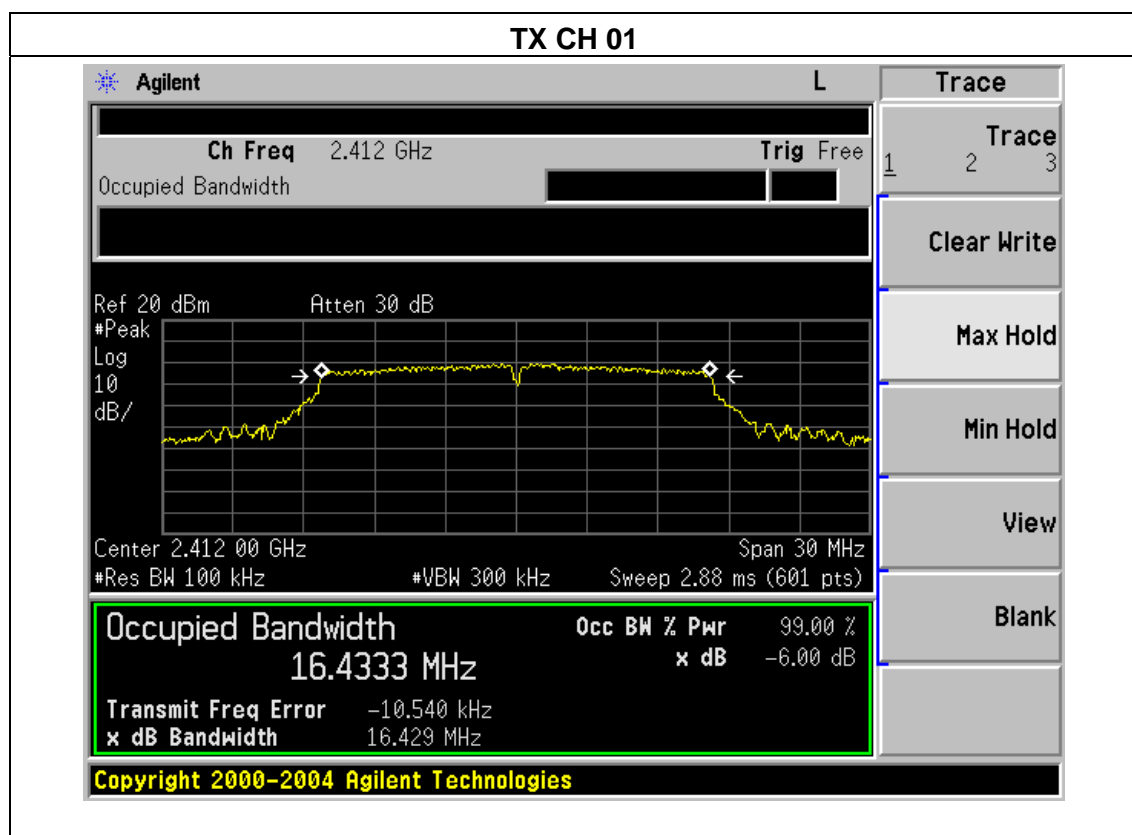 TX CH 01
Agilent L Trace
Ch Freq 2.412 GHz Trig Free
Occupied Bandwidth
Trace
1 2 3
Clear Write
Ref 20 dBm Atten 30 dB
#Peak
Log
10
dB/
Max Hold
Min Hold
View
Center 2.412 00 GHz Span 30 MHz
#Res BW 100 kHz #VBW 300 kHz Sweep 2.88 ms (601 pts)
Occupied Bandwidth Occ BW % Pwr 99.00 %
16.4333 MHz x dB -6.00 dB
Blank
Transmit Freq Error -10.540 kHz
x dB Bandwidth 16.429 MHz
Copyright 2000-2004 Agilent Technologies